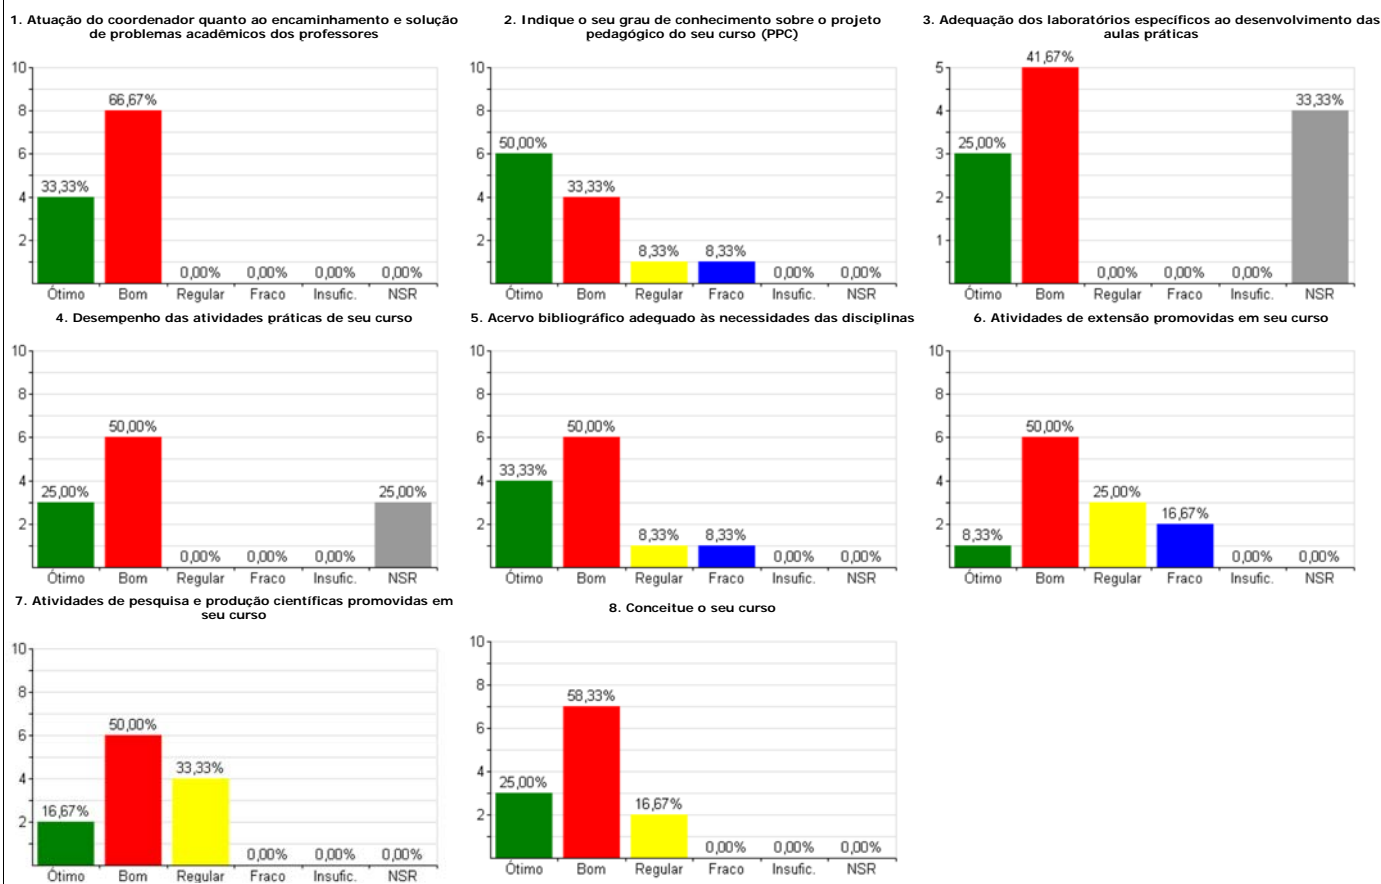 1. Atuação do coordenador quanto ao encaminhamento e solução
de problemas acadêmicos dos professores
10
8
6
4
2
33,33%
66,67%
0,00%
0,00%
0,00%
0,00%
Ótimo
Bom
Regular
Fraco
Insufic.
NSR
2. Indique o seu grau de conhecimento sobre o projeto
pedagógico do seu curso (PPC)
10
8
6
4
2
50,00%
33,33%
8,33%
8,33%
0,00%
0,00%
Ótimo
Bom
Regular
Fraco
Insufic.
NSR
3. Adequação dos laboratórios específicos ao desenvolvimento das
aulas práticas
5
4
3
2
1
25,00%
41,67%
0,00%
0,00%
0,00%
33,33%
Ótimo
Bom
Regular
Fraco
Insufic.
NSR
4. Desempenho das atividades práticas de seu curso
10
8
6
4
2
25,00%
50,00%
0,00%
0,00%
0,00%
25,00%
Ótimo
Bom
Regular
Fraco
Insufic.
NSR
5. Acervo bibliográfico adequado às necessidades das disciplinas
10
8
6
4
2
33,33%
50,00%
8,33%
8,33%
0,00%
0,00%
Ótimo
Bom
Regular
Fraco
Insufic.
NSR
6. Atividades de extensão promovidas em seu curso
10
8
6
4
2
8,33%
50,00%
25,00%
16,67%
0,00%
0,00%
Ótimo
Bom
Regular
Fraco
Insufic.
NSR
7. Atividades de pesquisa e produção científicas promovidas em
seu curso
10
8
6
4
2
16,67%
50,00%
33,33%
0,00%
0,00%
0,00%
Ótimo
Bom
Regular
Fraco
Insufic.
NSR
8. Conceitue o seu curso
10
8
6
4
2
25,00%
58,33%
16,67%
0,00%
0,00%
0,00%
Ótimo
Bom
Regular
Fraco
Insufic.
NSR